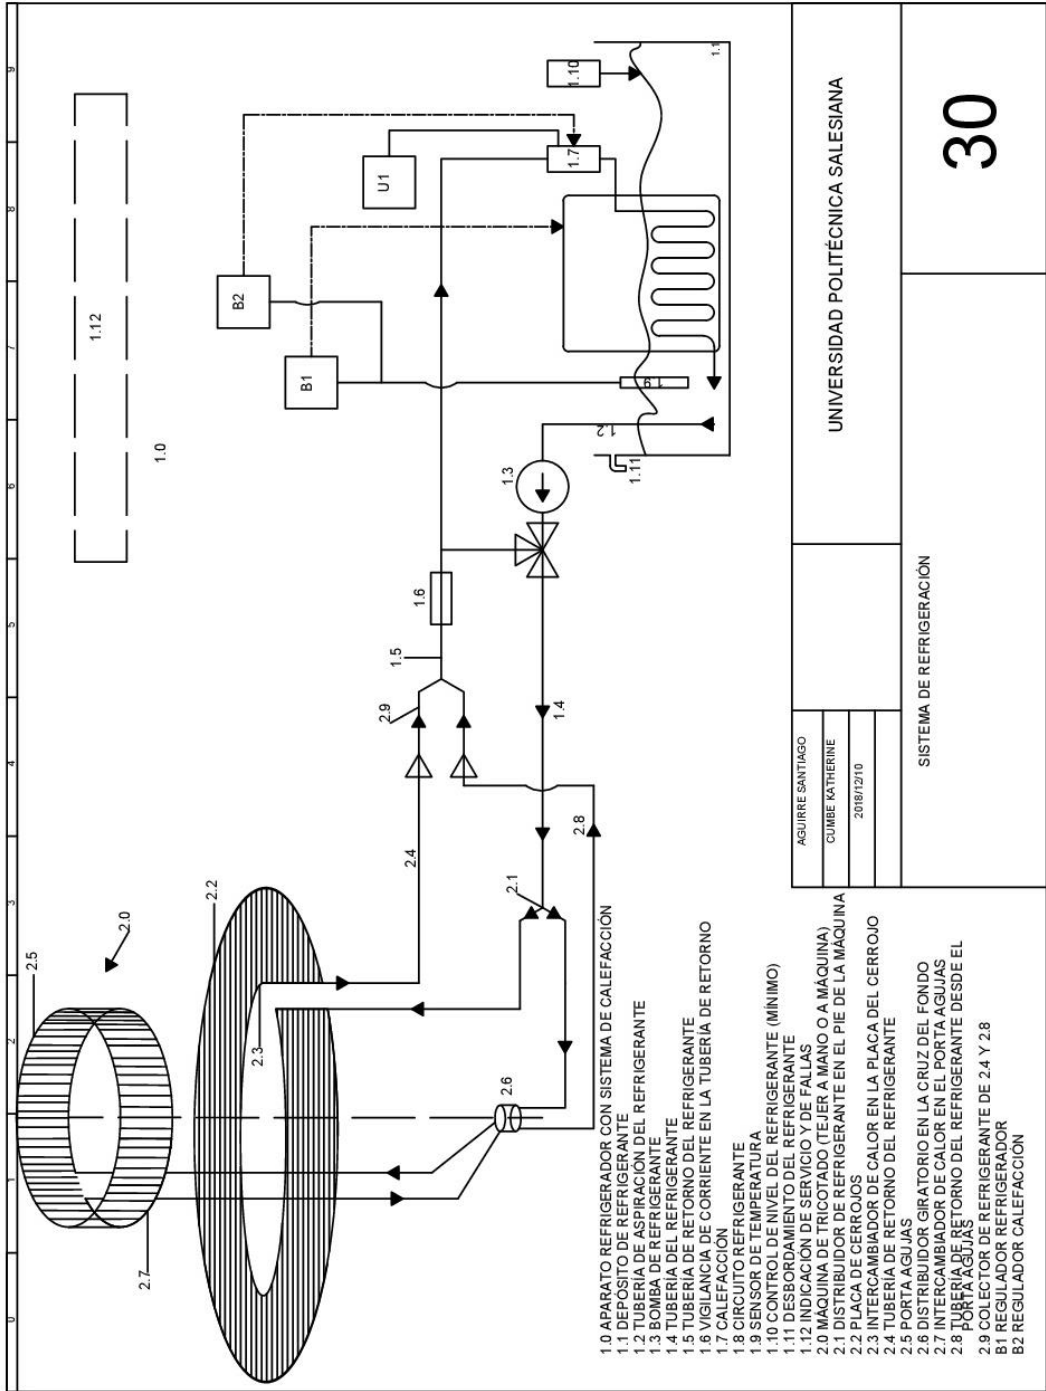 0 1 2 3 4 5 6 7 8 9
2.5
2.0
2.2
2.3
2.7
2.6
2.4
2.9
1.5
1.6
2.1
2.8
1.4
1.3
1.2
1.11
1.9
1.12
1.0
B1
B2
U1
1.7
1.10
1.1
1.0 APARATO REFRIGERADOR CON SISTEMA DE CALEFACCIÓN
1.1 DEPÓSITO DE REFRIGERANTE
1.2 TUBERÍA DE ASPIRACIÓN DEL REFRIGERANTE
1.3 BOMBA DE REFRIGERANTE
1.4 TUBERÍA DEL REFRIGERANTE
1.5 TUBERÍA DE RETORNO DEL REFRIGERANTE
1.6 VIGILANCIA DE CORRIENTE EN LA TUBERÍA DE RETORNO
1.7 CALEFACCIÓN
1.8 CIRCUITO REFRIGERANTE
1.9 SENSOR DE TEMPERATURA
1.10 CONTROL DE NIVEL DEL REFRIGERANTE (MÍNIMO)
1.11 DESBORDAMIENTO DEL REFRIGERANTE
1.12 INDICACIÓN DE SERVICIO Y DE FALLAS
2.0 MÁQUINA DE TRICOTADO (TEJER A MANO O A MÁQUINA)
2.1 DISTRIBUIDOR DE REFRIGERANTE EN EL PIE DE LA MÁQUINA
2.2 PLACA DE CERROJOS
2.3 INTERCAMBIADOR DE CALOR EN LA PLACA DEL CERROJO
2.4 TUBERÍA DE RETORNO DEL REFRIGERANTE
2.5 PORTA AGUJAS
2.6 DISTRIBUIDOR GIRATORIO EN LA CRUZ DEL FONDO
2.7 INTERCAMBIADOR DE CALOR EN EL PORTA AGUJAS
2.8 TUBERÍA DE RETORNO DEL REFRIGERANTE DESDE EL
PORTA AGUJAS
2.9 COLECTOR DE REFRIGERANTE DE 2.4 Y 2.8
B1 REGULADOR REFRIGERADOR
B2 REGULADOR CALEFACCIÓN
AGUIRRE SANTIAGO
CUMBE KATHERINE
2018/12/10
UNIVERSIDAD POLITÉCNICA SALESIANA
SISTEMA DE REFRIGERACIÓN
30